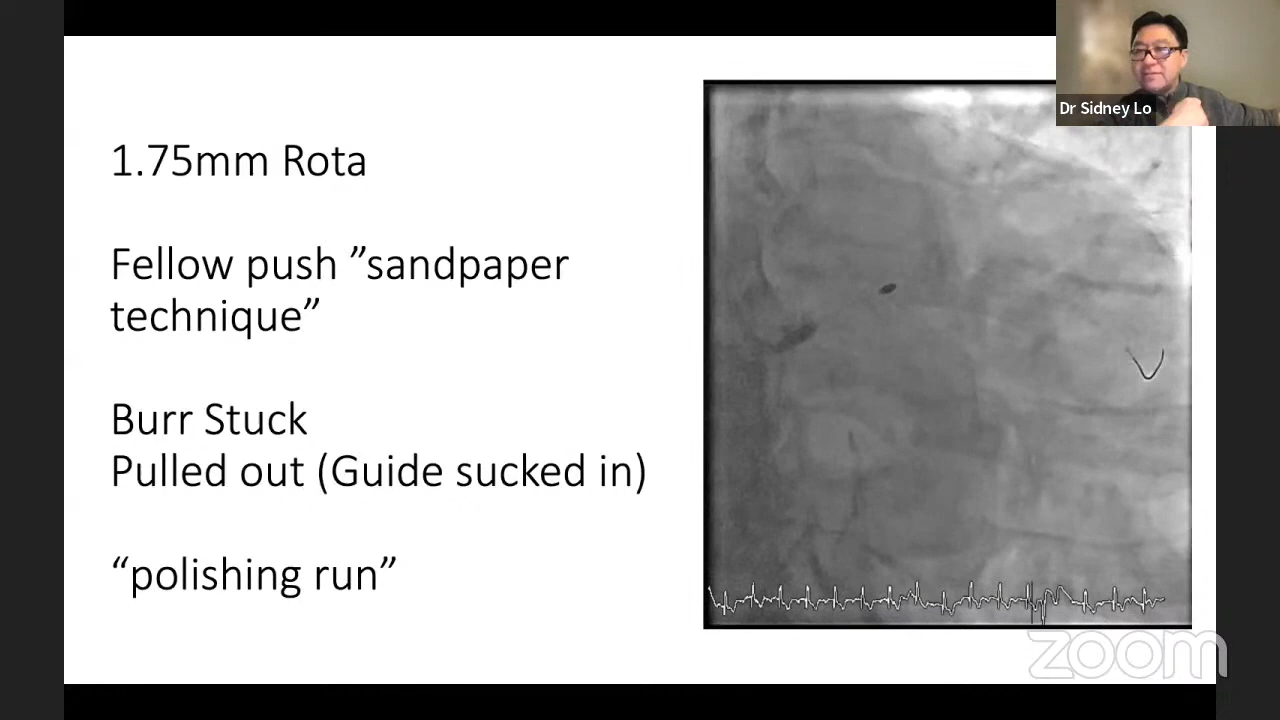 Dr Sidney Lo
1.75mm Rota
Fellow push ”sandpaper
technique”
Burr Stuck
Pulled out (Guide sucked in)
“polishing run”
zoom